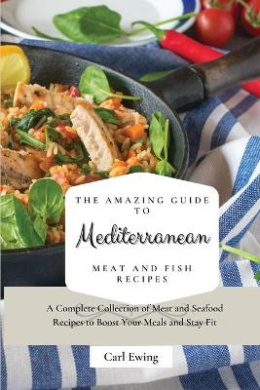 THE AMAZING GUIDE
TO
Mediterranean
MEAT AND FISH
RECIPES
A Complete Collection of Meat and Seafood
Recipes to Boost Your Meals and Stay Fit
Carl Ewing